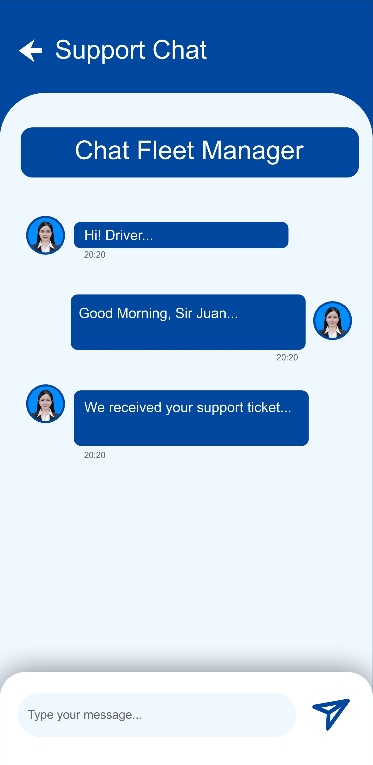 Support Chat
Chat Fleet Manager
Hi! Driver...
20:20
Good Morning, Sir Juan...
20:20
We received your support ticket...
20:20
Type your message...